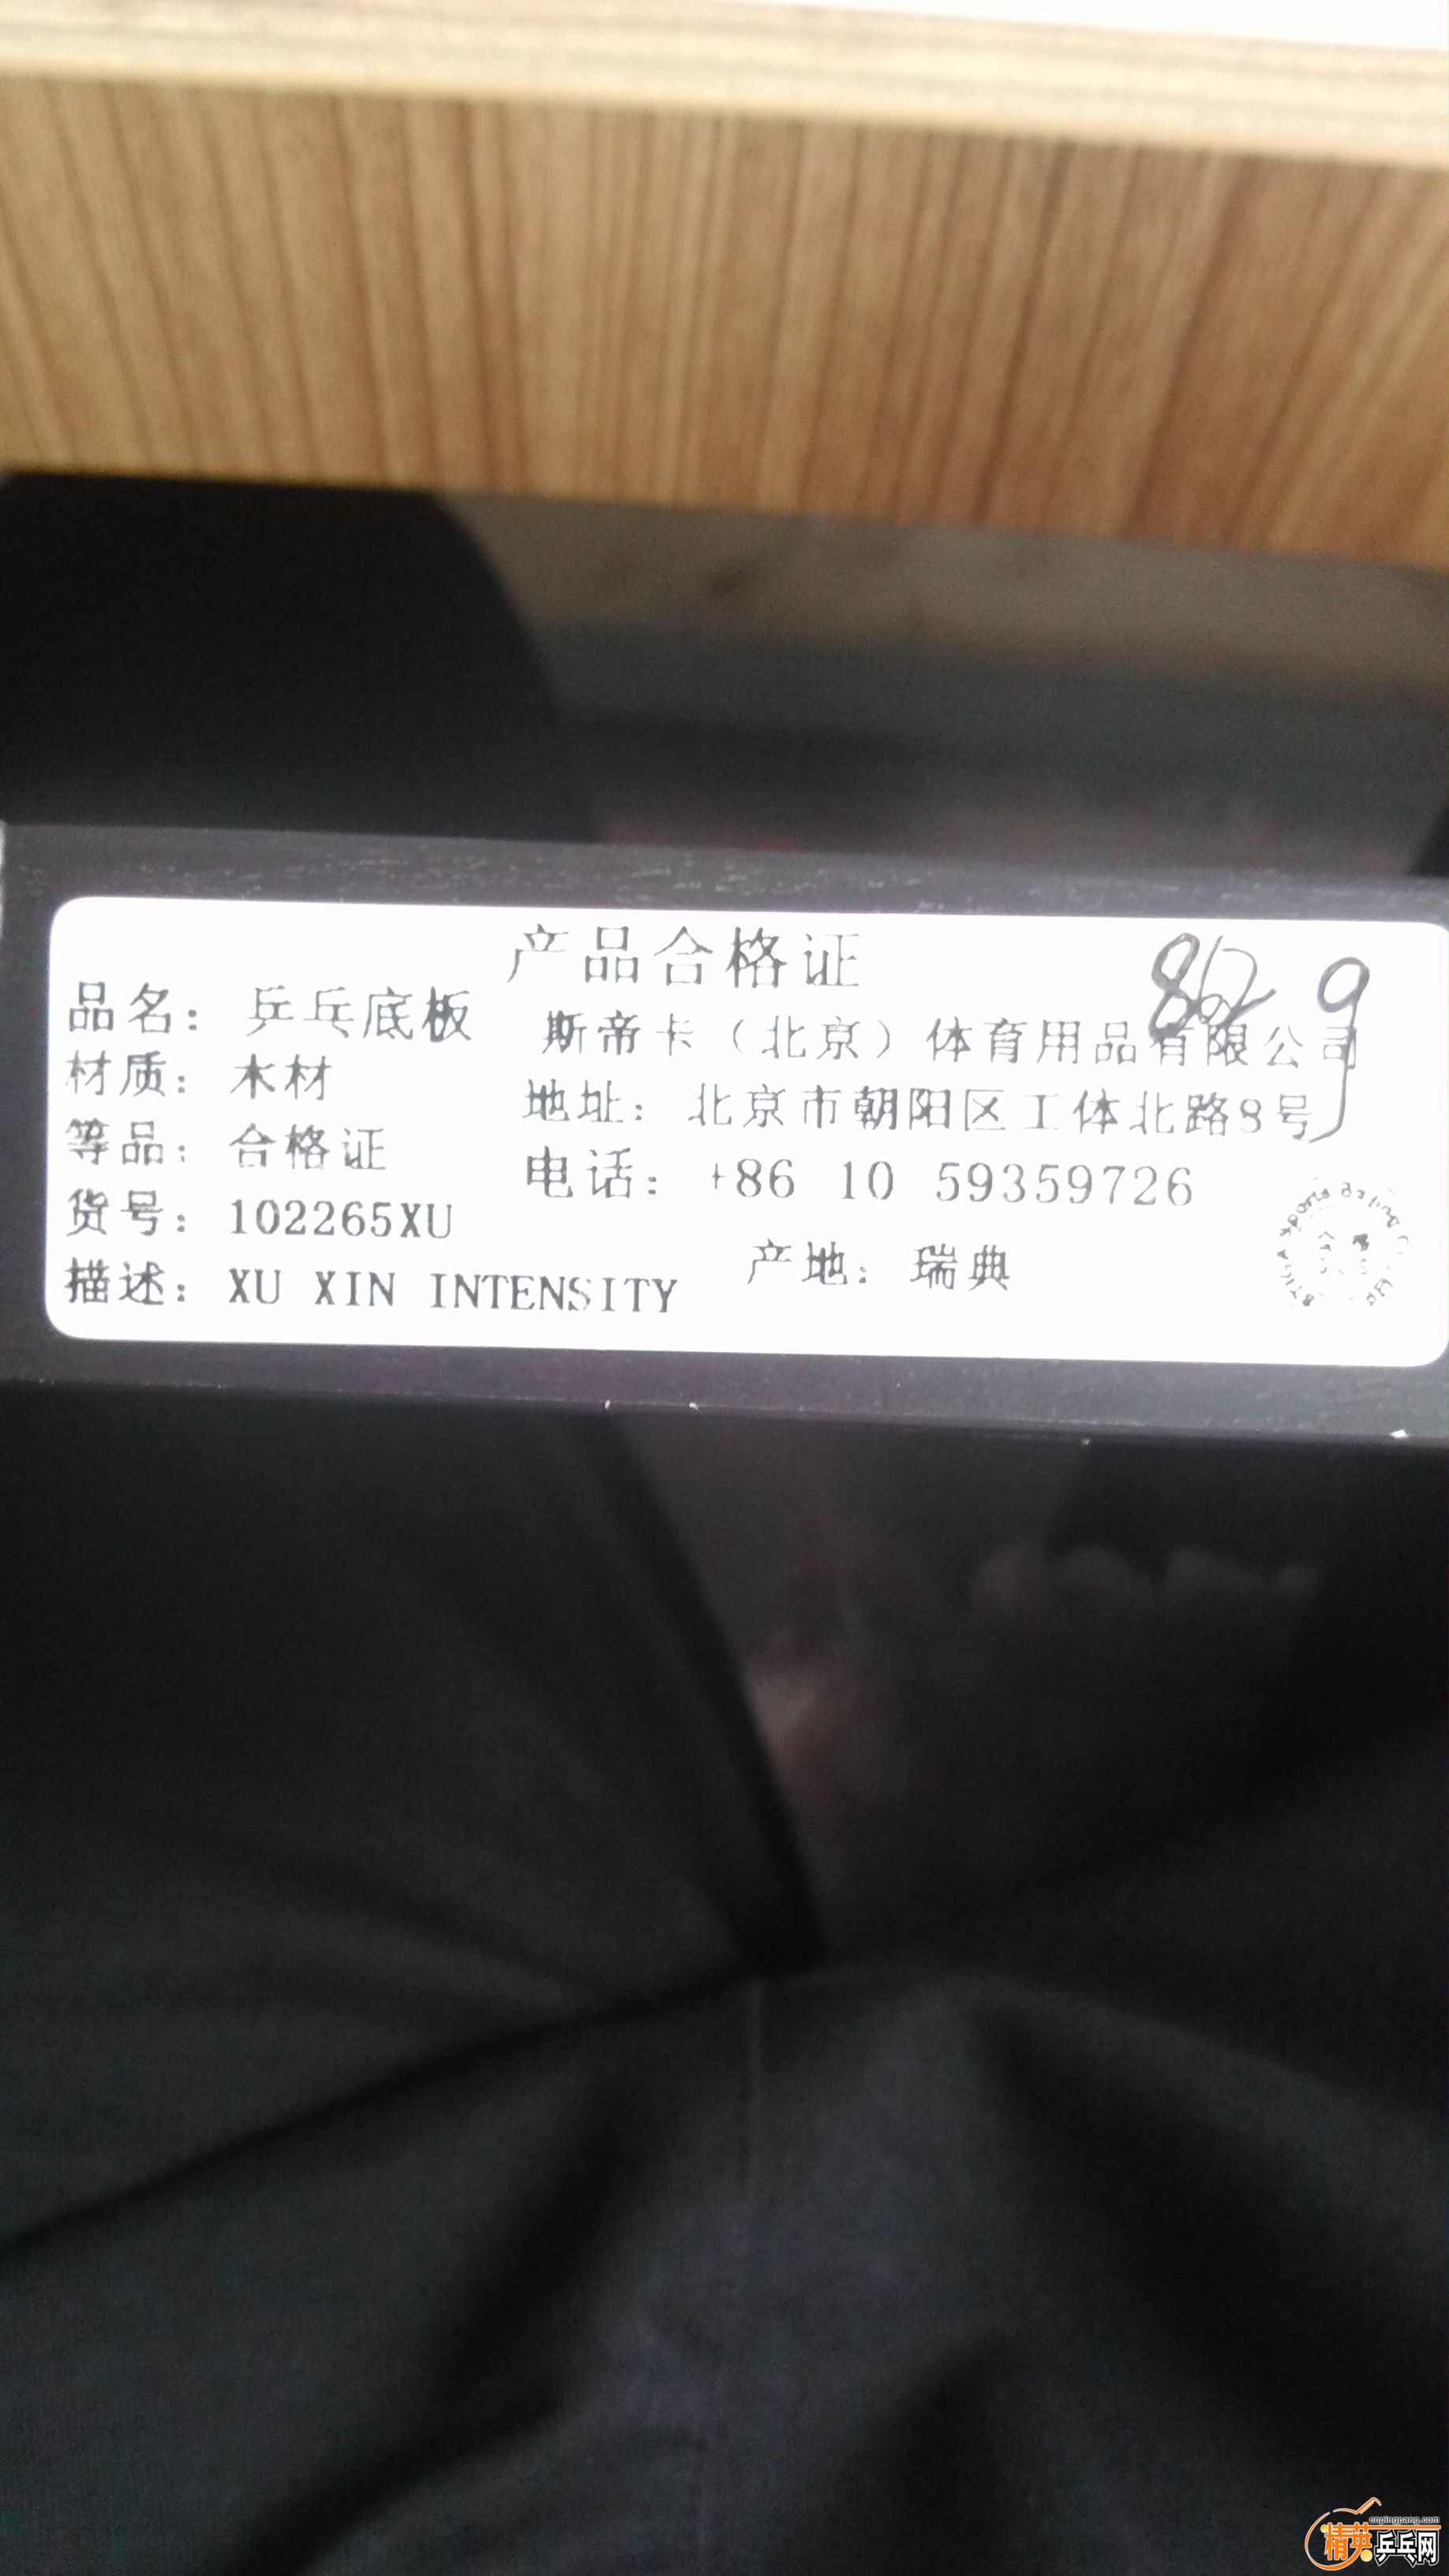 产品合格证
品名：乒乓底板
材质：木材
等品：合格证
货号：102265XU
描述：XU XIN INTENSITY
斯帝卡（北京）体育用品有限公司
地址：北京市朝阳区工体北路8号
电话：+86 10 59359726
产地：瑞典
cnpingpang.com
精英乒乓网